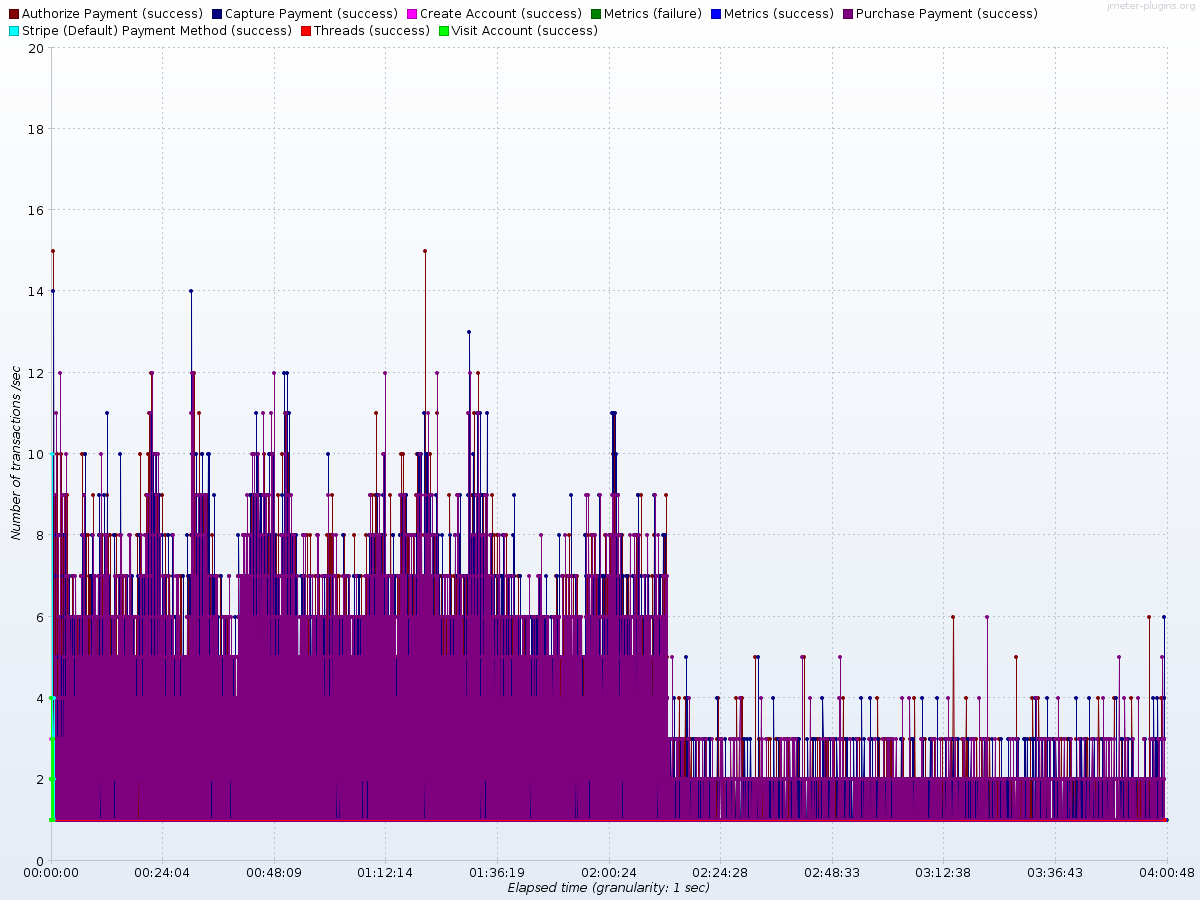 Authorize Payment (success) Capture Payment (success) Create Account (success) Metrics (failure) Metrics (success) Purchase Payment (success)
jmeter-plugins.org
Stripe (Default) Payment Method (success) Threads (success) Visit Account (success)
20
18
16
14
12
10
8
6
4
2
0
Number of transactions /sec
00:00:00 00:24:04 00:48:09 01:12:14 01:36:19 02:00:24 02:24:28 02:48:33 03:12:38 03:36:43 04:00:48
Elapsed time (granularity: 1 sec)